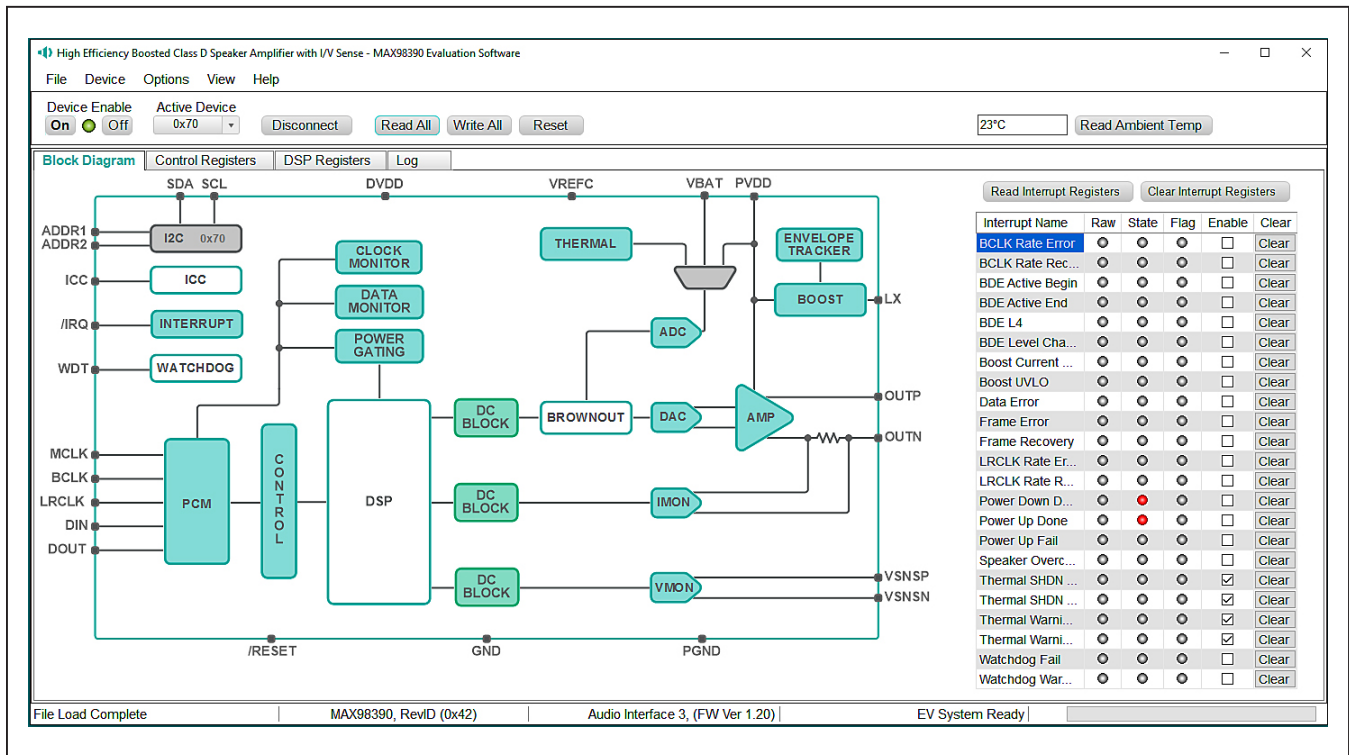 High Efficiency Boosted Class D Speaker Amplifier with I/V Sense - MAX98390 Evaluation Software
File Device Options View Help
Device Enable Active Device
On Off 0x70 Disconnect Read All Write All Reset 23°C Read Ambient Temp
Block Diagram Control Registers DSP Registers Log
SDA SCL DVDD VREFC VBAT PVDD
ADDR1
ADDR2
I2C 0x70
ICC ICC
/IRQ INTERRUPT
WDT WATCHDOG
CLOCK
MONITOR
DATA
MONITOR
POWER
GATING
THERMAL
ENVELOPE
TRACKER
BOOST LX
ADC
MCLK
BCLK
LRCLK
DIN
DOUT
PCM
CONTROL
DSP
DC
BLOCK
BROWNOUT DAC AMP
OUTP
OUTN
DC
BLOCK
IMON
DC
BLOCK
VMON
VSNSP
VSNSN
/RESET GND PGND
Read Interrupt Registers Clear Interrupt Registers
Interrupt Name Raw State Flag Enable Clear
BCLK Rate Error Clear
BCLK Rate Rec... Clear
BDE Active Begin Clear
BDE Active End Clear
BDE L4 Clear
BDE Level Cha... Clear
Boost Current ... Clear
Boost UVLO Clear
Data Error Clear
Frame Error Clear
Frame Recovery Clear
LRCLK Rate Er... Clear
LRCLK Rate R... Clear
Power Down D... Clear
Power Up Done Clear
Power Up Fail Clear
Speaker Overc... Clear
Thermal SHDN ... Clear
Thermal SHDN ... Clear
Thermal Warni... Clear
Thermal Warni... Clear
Watchdog Fail Clear
Watchdog War... Clear
File Load Complete MAX98390, RevID (0x42) Audio Interface 3, (FW Ver 1.20) EV System Ready